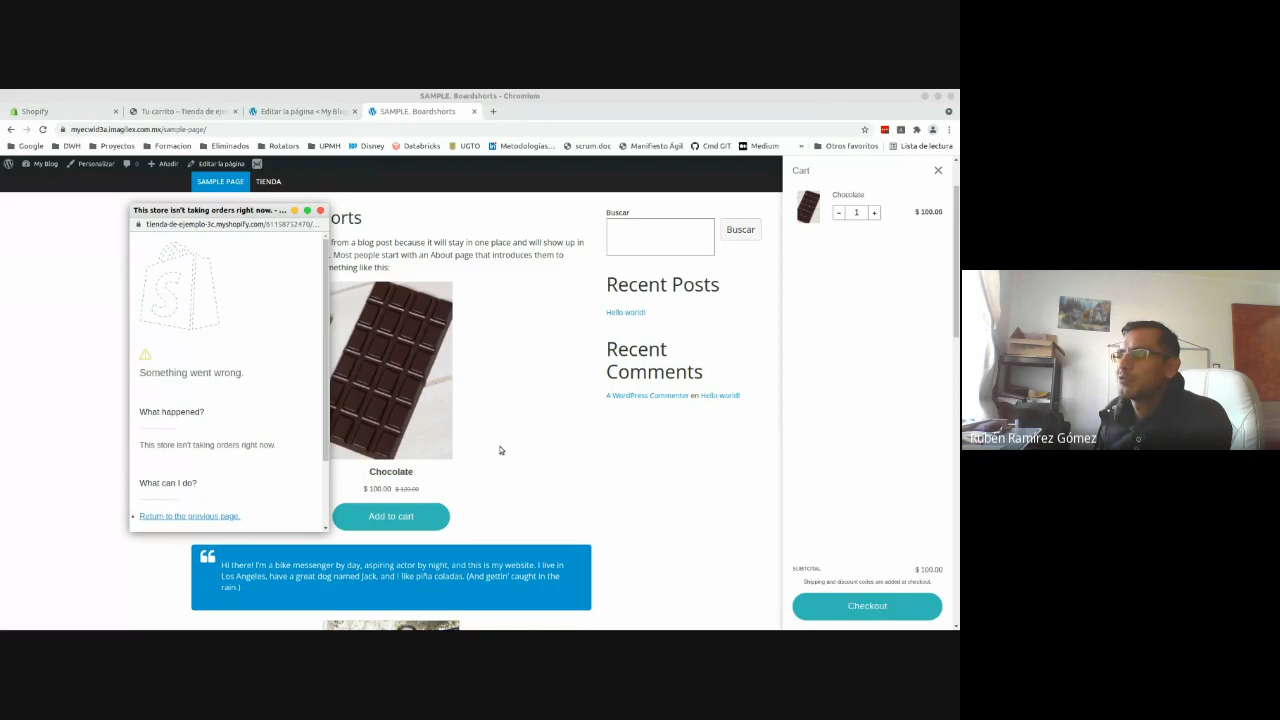 SAMPLE. Boardshorts - Chromium
Shopify
Tu carrito – Tienda de eje
Editar la página < My Blo
SAMPLE. Boardshorts
myecwid3a.imagilex.com.mx/sample-page/
Google
DWH
Proyectos
Formacion
Eliminados
Rotators
UPMH
Disney
Databricks
UGTO
Metodologías...
scrum.doc
Manifiesto Ágil
Cmd GIT
Medium
»
Otros favoritos
Lista de lectura
My Blog
Personalizar
0
Añadir
Editar la página
SAMPLE PAGE
TIENDA
This store isn't taking orders right now. - ...
tienda-de-ejemplo-3c.myshopify.com/61158752470/...
Something went wrong.
What happened?
This store isn't taking orders right now.
What can I do?
Return to the previous page.
orts
from a blog post because it will stay in one place and will show up in
. Most people start with an About page that introduces them to
mething like this:
Chocolate
$ 100.00 $ 120.00
Add to cart
Hi there! I'm a bike messenger by day, aspiring actor by night, and this is my website. I live in
Los Angeles, have a great dog named Jack, and I like piña coladas. (And gettin' caught in the
rain.)
Buscar
Buscar
Recent Posts
Hello world!
Recent
Comments
A WordPress Commenter en Hello world!
Cart
Chocolate
- 1 +
$ 100.00
SUBTOTAL
$ 100.00
Shipping and discount codes are added at checkout.
Checkout
Rubén Ramírez Gómez